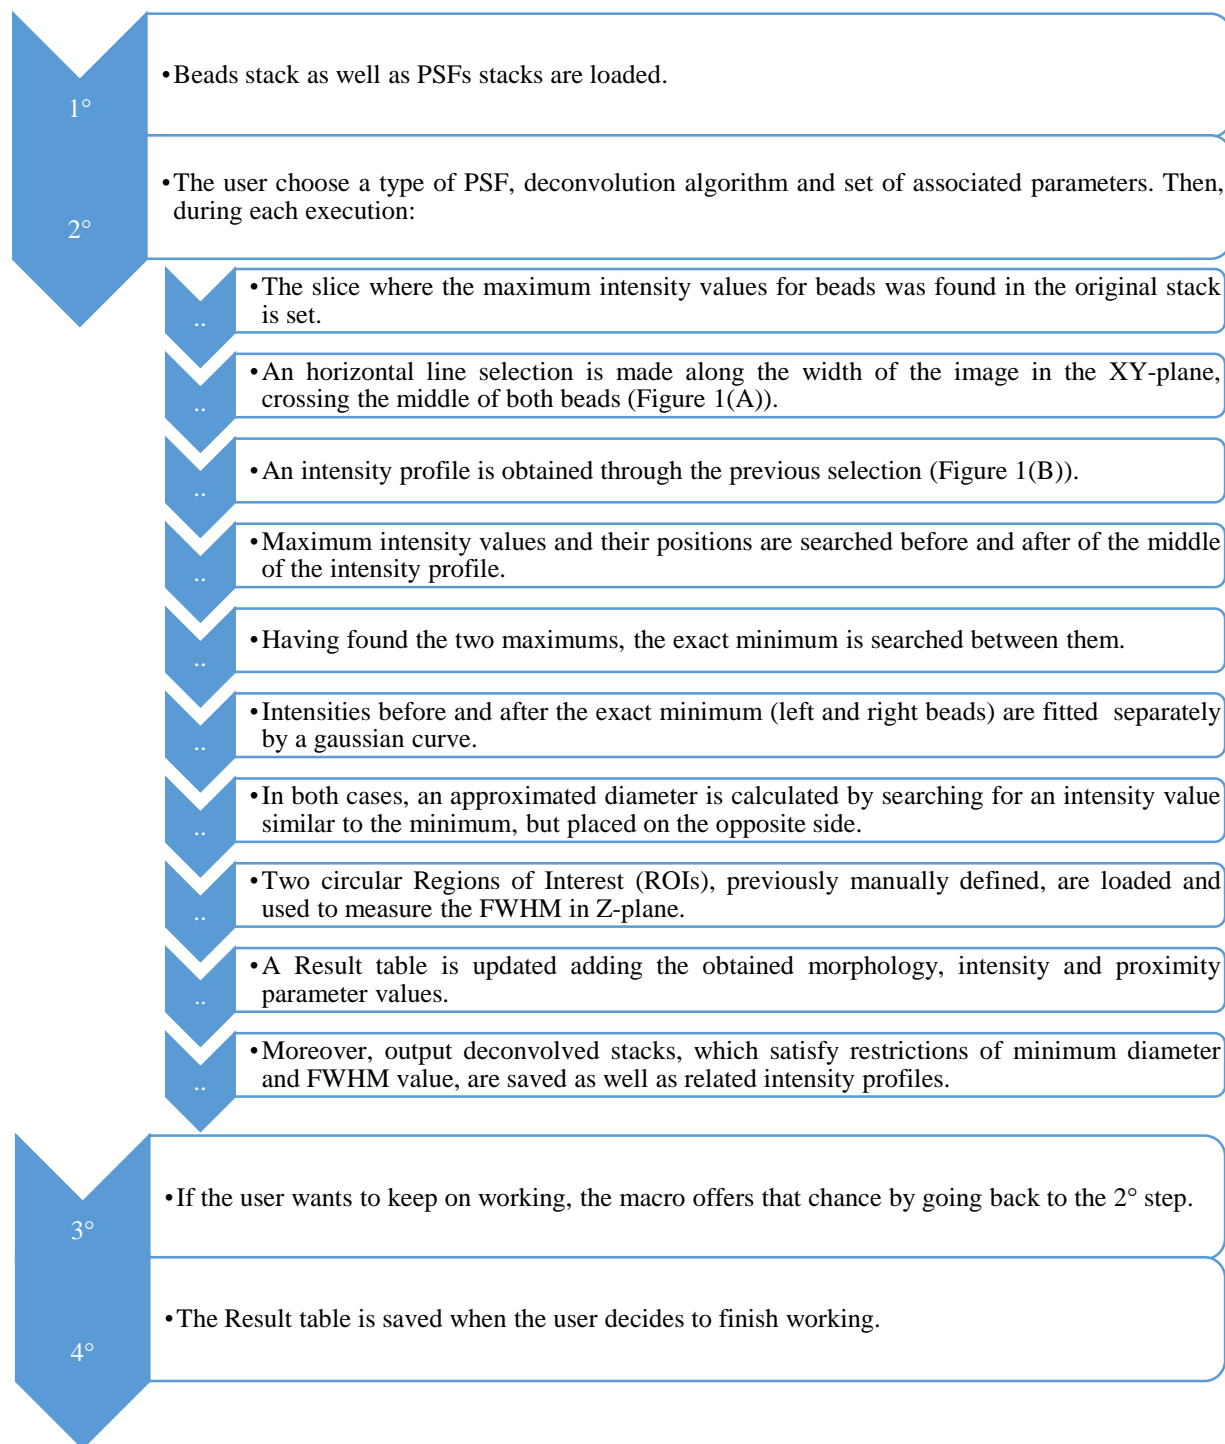 1°
•Beads stack as well as PSFs stacks are loaded.
2°
•The user choose a type of PSF, deconvolution algorithm and set of associated parameters. Then,
during each execution:
..
•The slice where the maximum intensity values for beads was found in the original stack
is set.
..
•An horizontal line selection is made along the width of the image in the XY-plane,
crossing the middle of both beads (Figure 1(A)).
..
•An intensity profile is obtained through the previous selection (Figure 1(B)).
..
•Maximum intensity values and their positions are searched before and after of the middle
of the intensity profile.
..
•Having found the two maximums, the exact minimum is searched between them.
..
•Intensities before and after the exact minimum (left and right beads) are fitted separately
by a gaussian curve.
..
•In both cases, an approximated diameter is calculated by searching for an intensity value
similar to the minimum, but placed on the opposite side.
..
•Two circular Regions of Interest (ROIs), previously manually defined, are loaded and
used to measure the FWHM in Z-plane.
..
•A Result table is updated adding the obtained morphology, intensity and proximity
parameter values.
..
•Moreover, output deconvolved stacks, which satisfy restrictions of minimum diameter
and FWHM value, are saved as well as related intensity profiles.
..
3°
•If the user wants to keep on working, the macro offers that chance by going back to the 2° step.
4°
•The Result table is saved when the user decides to finish working.